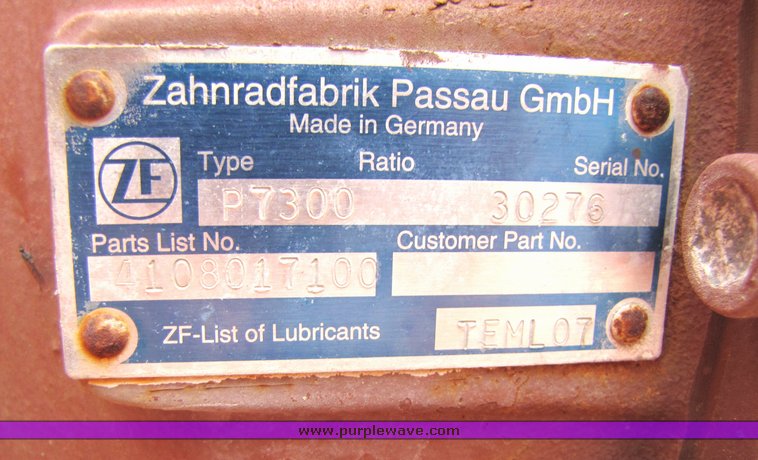 Zahnradfabrik Passau GmbH
Made in Germany
ZF
Type Ratio Serial No.
P7300 30276
Parts List No. Customer Part No.
4108017100
ZF-List of Lubricants TEML07
www.purplewave.com